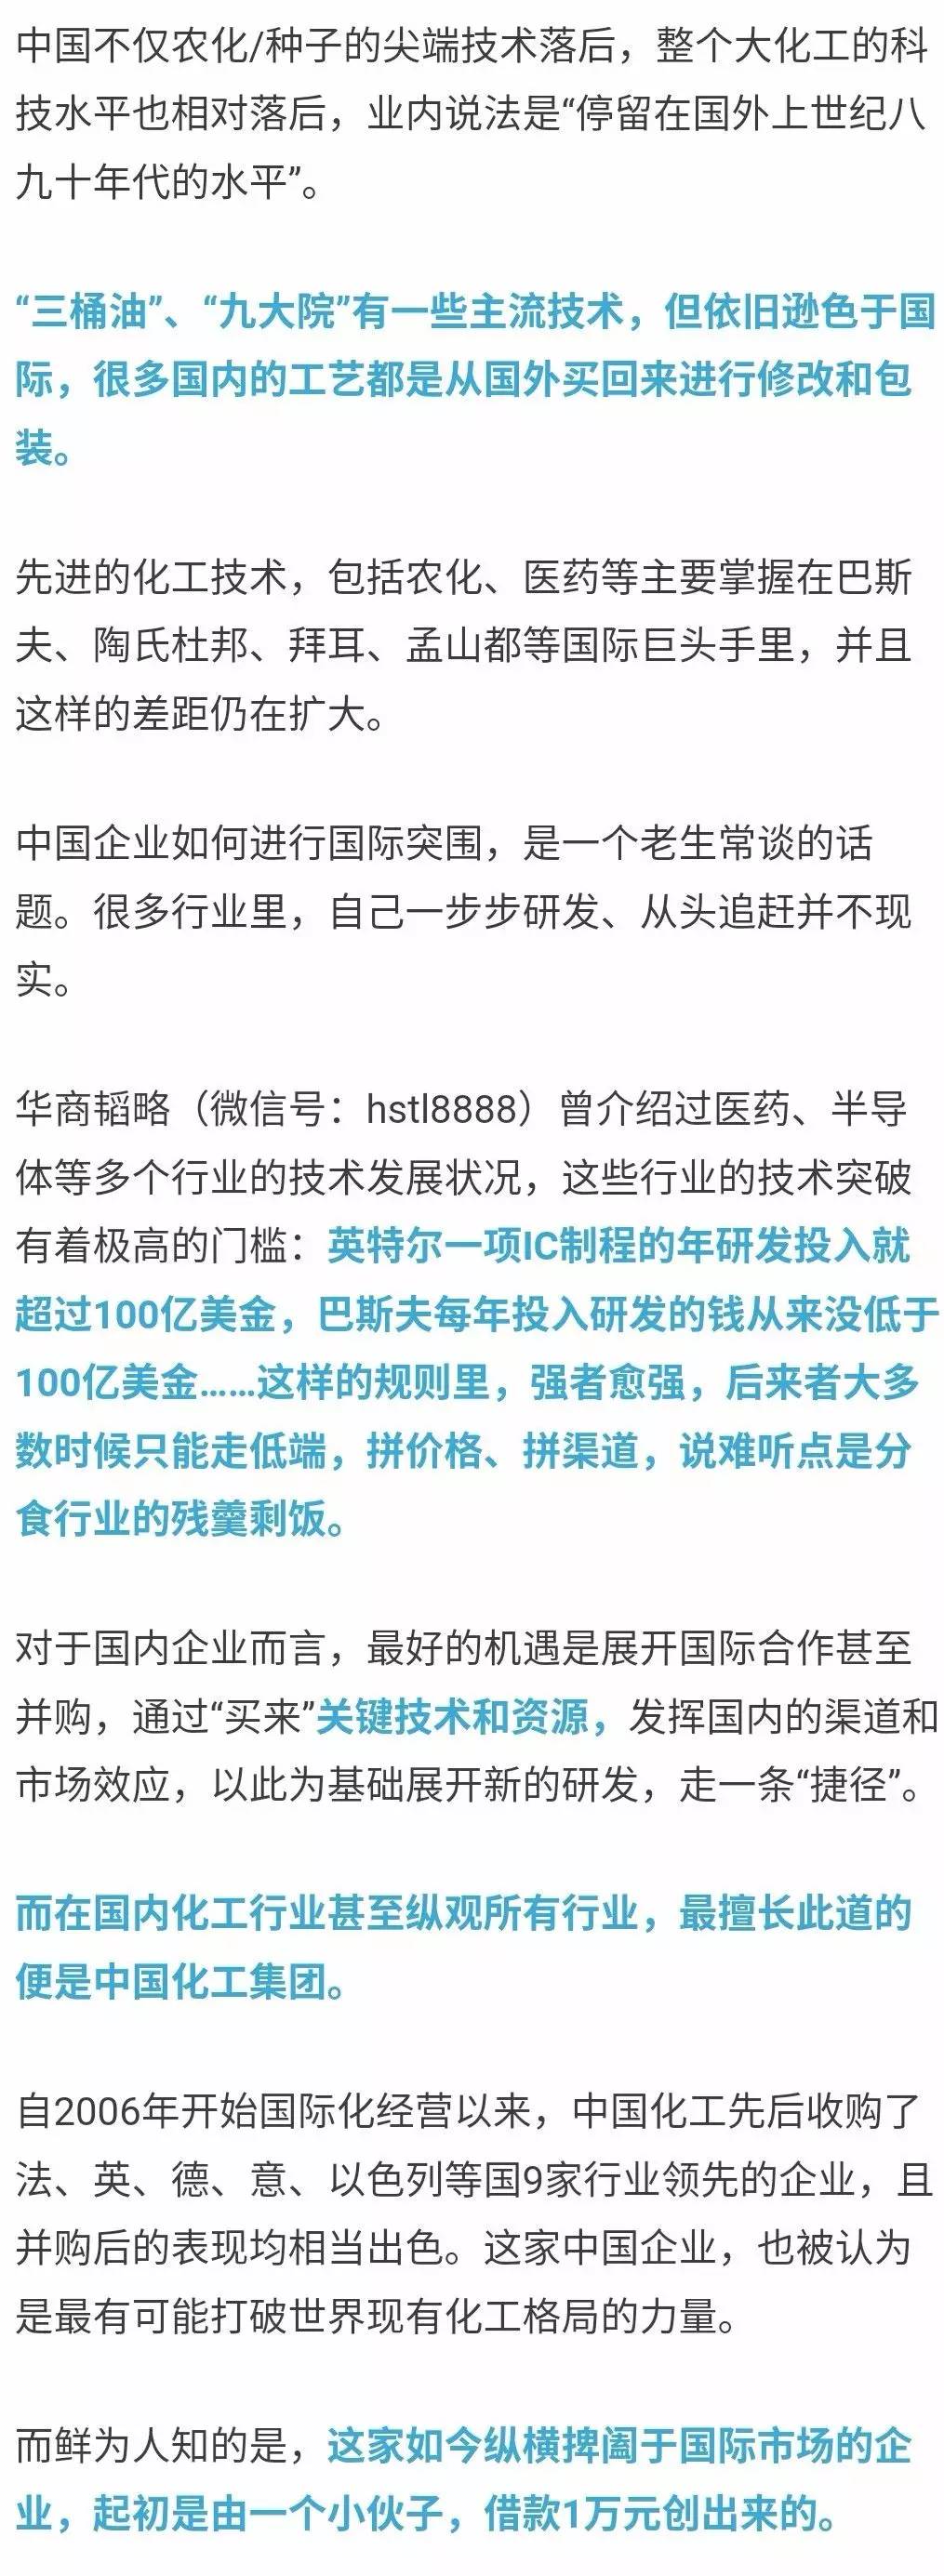 中国不仅农化/种子的尖端技术落后，整个大化工的科
技水平也相对落后，业内说法是“停留在国外上世纪八
九十年代的水平”。
“三桶油”、“九大院”有一些主流技术，但依旧逊色于国
际，很多国内的工艺都是从国外买回来进行修改和包
装。
先进的化工技术，包括农化、医药等主要掌握在巴斯
夫、陶氏杜邦、拜耳、孟山都等国际巨头手里，并且
这样的差距仍在扩大。
中国企业如何进行国际突围，是一个老生常谈的话
题。很多行业里，自己一步步研发、从头追赶并不现
实。
华商韬略（微信号：hstl8888）曾介绍过医药、半导
体等多个行业的技术发展状况，这些行业的技术突破
有着极高的门槛：英特尔一项IC制程的年研发投入就
超过100亿美金，巴斯夫每年投入研发的钱从来没低于
100亿美金......这样的规则里，强者愈强，后来者大多
数时候只能走低端，拼价格、拼渠道，说难听点是分
食行业的残羹剩饭。
对于国内企业而言，最好的机遇是展开国际合作甚至
并购，通过“买来”关键技术和资源，发挥国内的渠道和
市场效应，以此为基础展开新的研发，走一条“捷径”。
而在国内化工行业甚至纵观所有行业，最擅长此道的
便是中国化工集团。
自2006年开始国际化经营以来，中国化工先后收购了
法、英、德、意、以色列等国9家行业领先的企业，且
并购后的表现均相当出色。这家中国企业，也被认为
是最有可能打破世界现有化工格局的力量。
而鲜为人知的是，这家如今纵横捭阖于国际市场的企
业，起初是由一个小伙子，借款1万元创出来的。